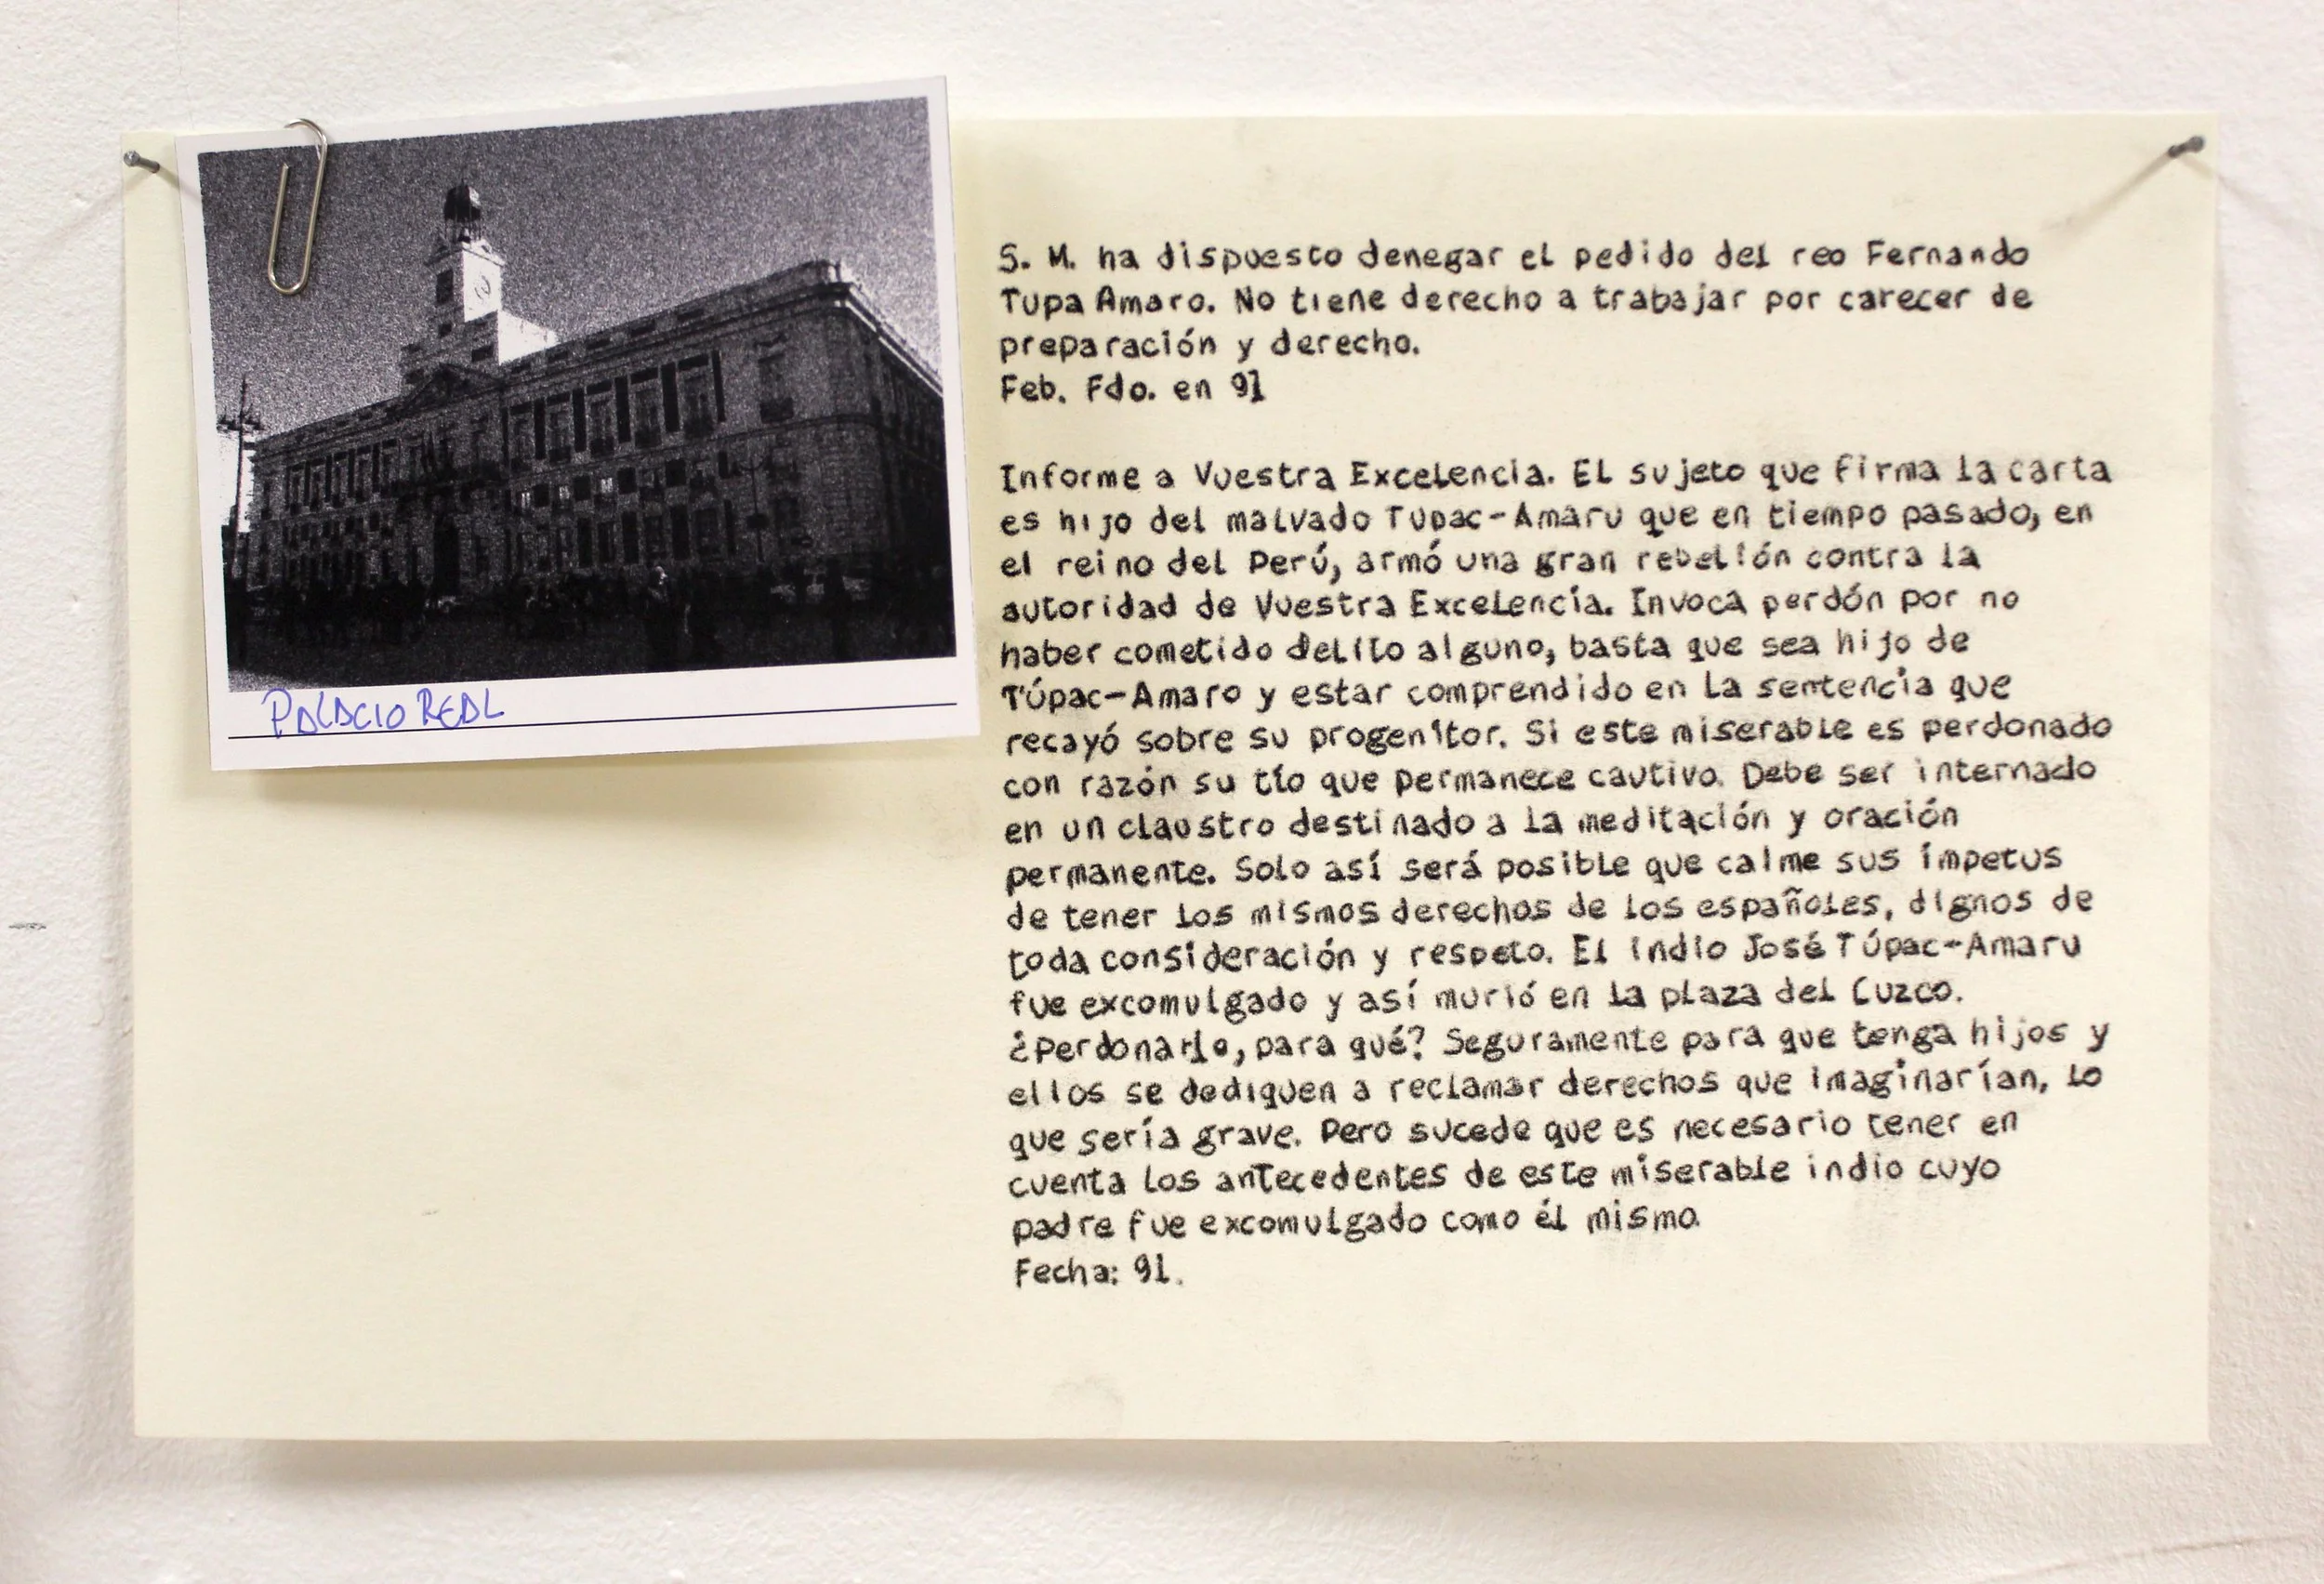 PALACIO REAL
S. M. ha dispuesto denegar el pedido del reo Fernando
Tupa Amaro. No tiene derecho a trabajar por carecer de
preparación y derecho.
Feb. Fdo. en 91
Informe a Vuestra Excelencia. El sujeto que firma la carta
es hijo del malvado Tupac-Amaru que en tiempo pasado, en
el reino del Perú, armó una gran rebelión contra la
autoridad de Vuestra Excelencia. Invoca perdón por no
haber cometido delito alguno, basta que sea hijo de
Túpac-Amaro y estar comprendido en la sentencia que
recayó sobre su progenitor. Si este miserable es perdonado
con razón su tío que permanece cautivo. Debe ser internado
en un claustro destinado a la meditación y oración
permanente. Solo así será posible que calme sus ímpetus
de tener los mismos derechos de los españoles, dignos de
toda consideración y respeto. El indio José Túpac-Amaru
fue excomulgado y así murió en la plaza del Cuzco.
¿Perdonarlo, para qué? Seguramente para que tenga hijos y
ellos se dediquen a reclamar derechos que imaginarían, lo
que sería grave. Pero sucede que es necesario tener en
cuenta los antecedentes de este miserable indio cuyo
padre fue excomulgado como él mismo.
Fecha: 91.